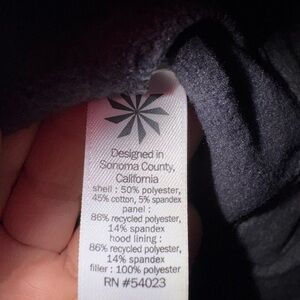 Designed in
Sonoma County,
California
shell : 50% polyester,
45% cotton, 5% spandex
panel :
86% recycled polyester,
14% spandex
hood lining :
86% recycled polyester,
14% spandex
filler : 100% polyester
RN #54023